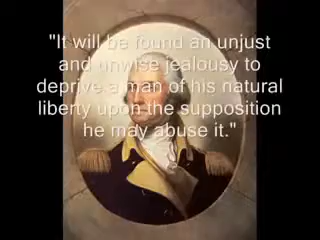 "It will be found an unjust
and unwise jealousy to
deprive a man of his natural
liberty upon the supposition
he may abuse it."